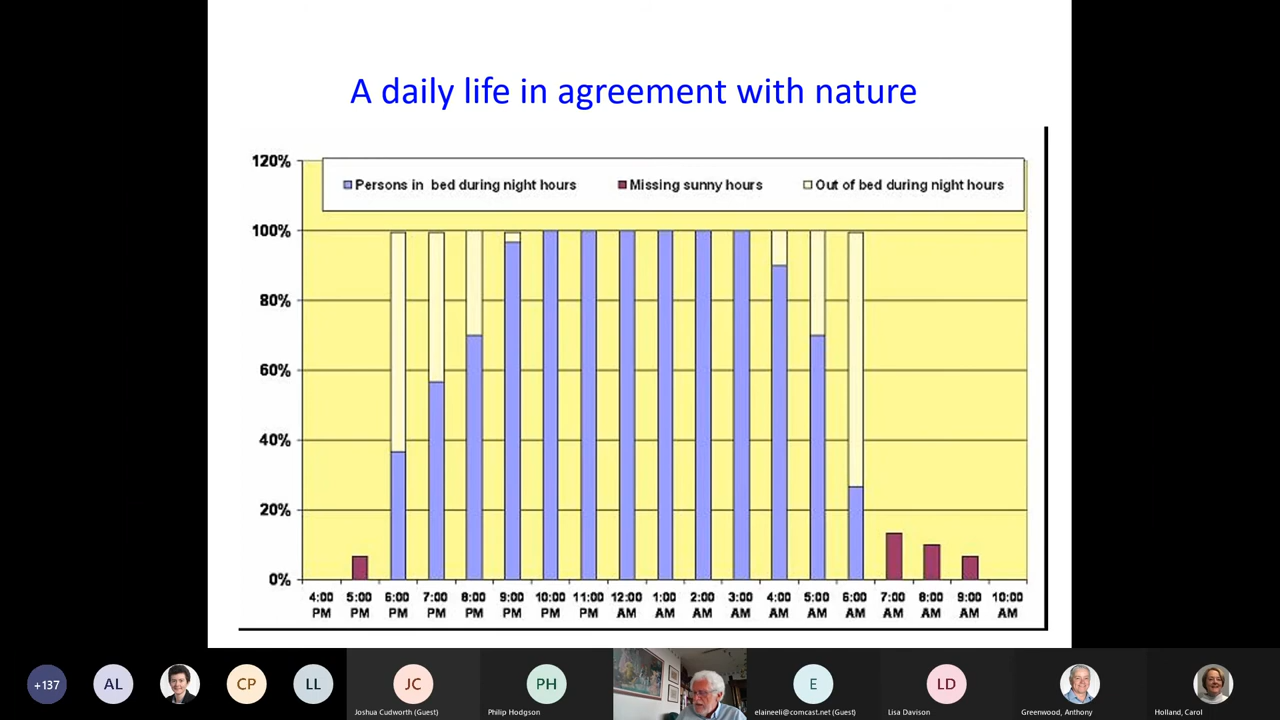 A daily life in agreement with nature
120%
Persons in bed during night hours
Missing sunny hours
Out of bed during night hours
100%
80%
60%
40%
20%
0%
4:00 5:00 6:00 7:00 8:00 9:00 10:00 11:00 12:00 1:00 2:00 3:00 4:00 5:00 6:00 7:00 8:00 9:00 10:00
PM PM PM PM PM PM PM PM AM AM AM AM AM AM AM AM AM AM AM
+137 AL CP LL JC PH E LD
Joshua Cudworth (Guest) Philip Hodgson elaineeli@comcast.net (Guest) Lisa Davison Greenwood, Anthony Holland, Carol